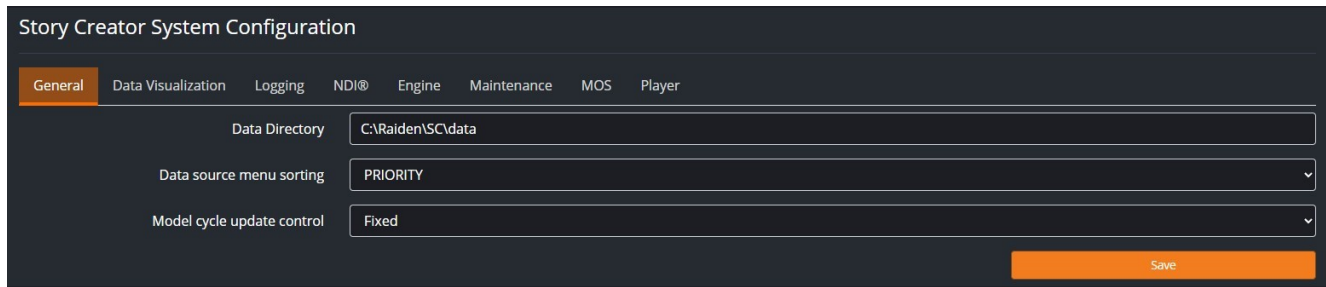 Story Creator System Configuration
General Data Visualization Logging NDI® Engine Maintenance MOS Player
Data Directory C:\Raiden\SC\data
Data source menu sorting PRIORITY
Model cycle update control Fixed
Save